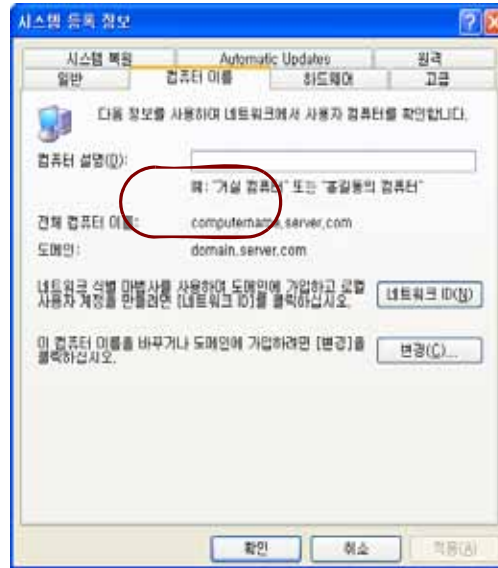 시스템 등록 정보
시스템 복원 Automatic Updates 원격
일반 컴퓨터 이름 하드웨어 고급
다음 정보를 사용하여 네트워크에서 사용자 컴퓨터를 확인합니다.
컴퓨터 설명(D):
예: "거실 컴퓨터" 또는 "홍길동의 컴퓨터"
전체 컴퓨터 이름: computername.server.com
도메인: domain.server.com
네트워크 식별 마법사를 사용하여 도메인에 가입하고 로컬
사용자 계정을 만들려면 [네트워크 ID]를 클릭하십시오.
네트워크 ID(N)
이 컴퓨터 이름을 바꾸거나 도메인에 가입하려면 [변경]을
클릭하십시오.
변경(C)...
확인 취소 적용(A)